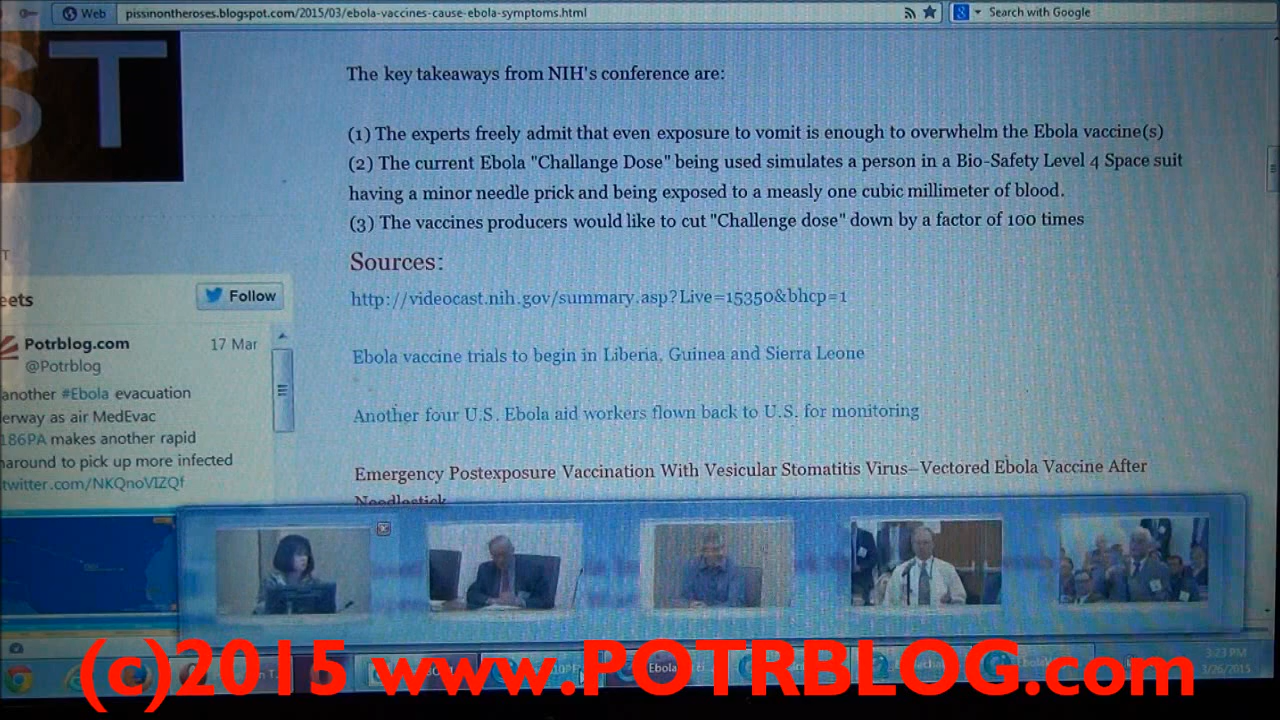 Web
pissinontheroses.blogspot.com/2015/03/ebola-vaccines-cause-ebola-symptoms.html
Search with Google
ST
The key takeaways from NIH's conference are:
(1) The experts freely admit that even exposure to vomit is enough to overwhelm the Ebola vaccine(s)
(2) The current Ebola "Challange Dose" being used simulates a person in a Bio-Safety Level 4 Space suit
having a minor needle prick and being exposed to a measly one cubic millimeter of blood.
(3) The vaccines producers would like to cut "Challenge dose" down by a factor of 100 times
Sources:
http://videocast.nih.gov/summary.asp?Live=15350&bhcp=1
Ebola vaccine trials to begin in Liberia, Guinea and Sierra Leone
Another four U.S. Ebola aid workers flown back to U.S. for monitoring
Emergency Postexposure Vaccination With Vesicular Stomatitis Virus–Vectored Ebola Vaccine After
Needlestick
T
eets
Follow
Potrblog.com
17 Mar
@Potrblog
another #Ebola evacuation
erway as air MedEvac
186PA makes another rapid
naround to pick up more infected
twitter.com/NKQnoVIZQf
3:23 PM
3/26/2015
Ebola
(c)2015 www.POTRBLOG.com